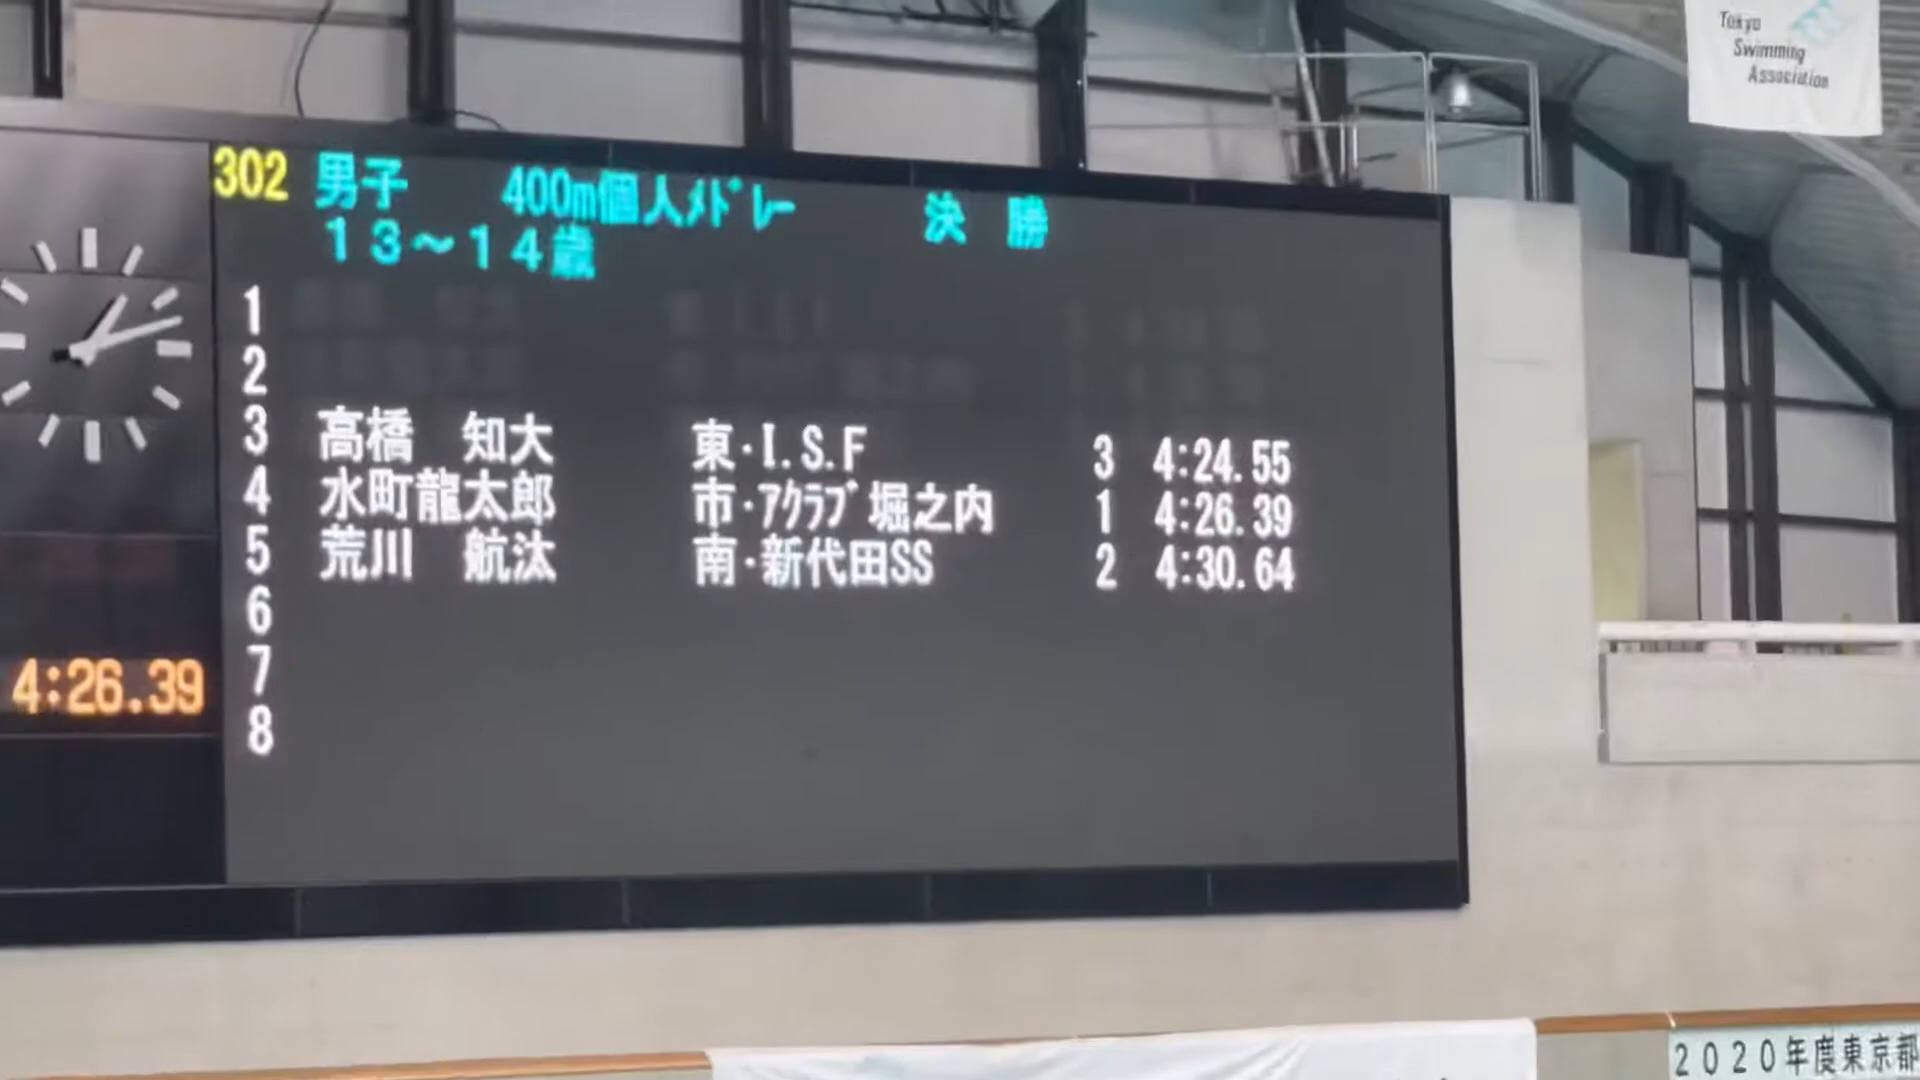 Tokyo
Swimming
Association
302 男子 400m個人メドレー 決 勝
13～14歳
1
2
3 高橋 知大 東・I.S.F 3 4:24.55
4 水町龍太郎 市・アクラブ堀之内 1 4:26.39
5 荒川 航汰 南・新代田SS 2 4:30.64
6
7
8
4:26.39
2020年度東京都